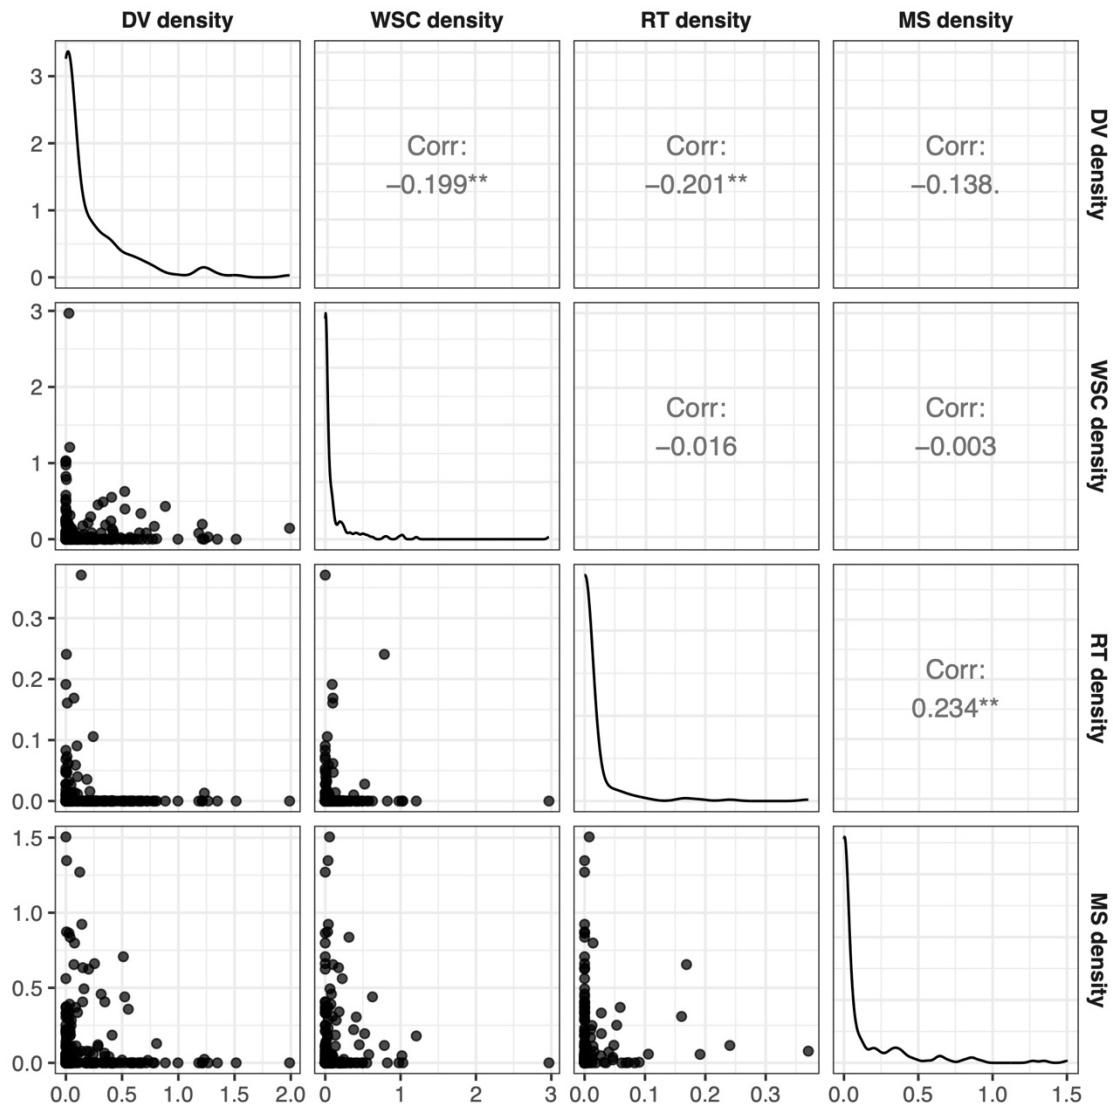 DV density WSC density RT density MS density
3
2
1
0
Corr:
−0.199**
Corr:
−0.201**
Corr:
−0.138.
DV density
3
2
1
0
Corr:
−0.016
Corr:
−0.003
WSC density
0.3
0.2
0.1
0.0
Corr:
0.234**
RT density
1.5
1.0
0.5
0.0
MS density
0.0 0.5 1.0 1.5 2.0 0 1 2 3 0.0 0.1 0.2 0.3 0.0 0.5 1.0 1.5